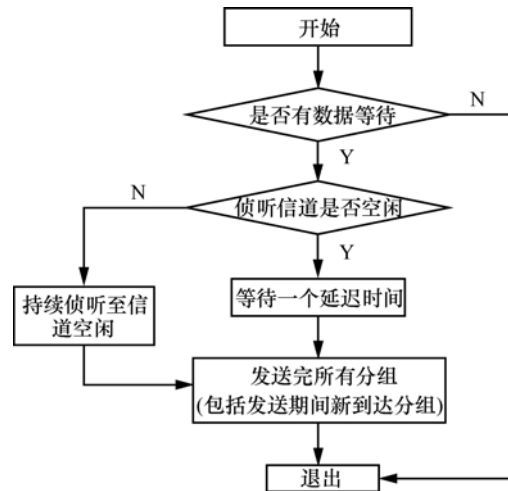 开始
是否有数据等待
N
Y
N
侦听信道是否空闲
Y
等待一个延迟时间
持续侦听至信
道空闲
发送完所有分组
(包括发送期间新到达分组)
退出